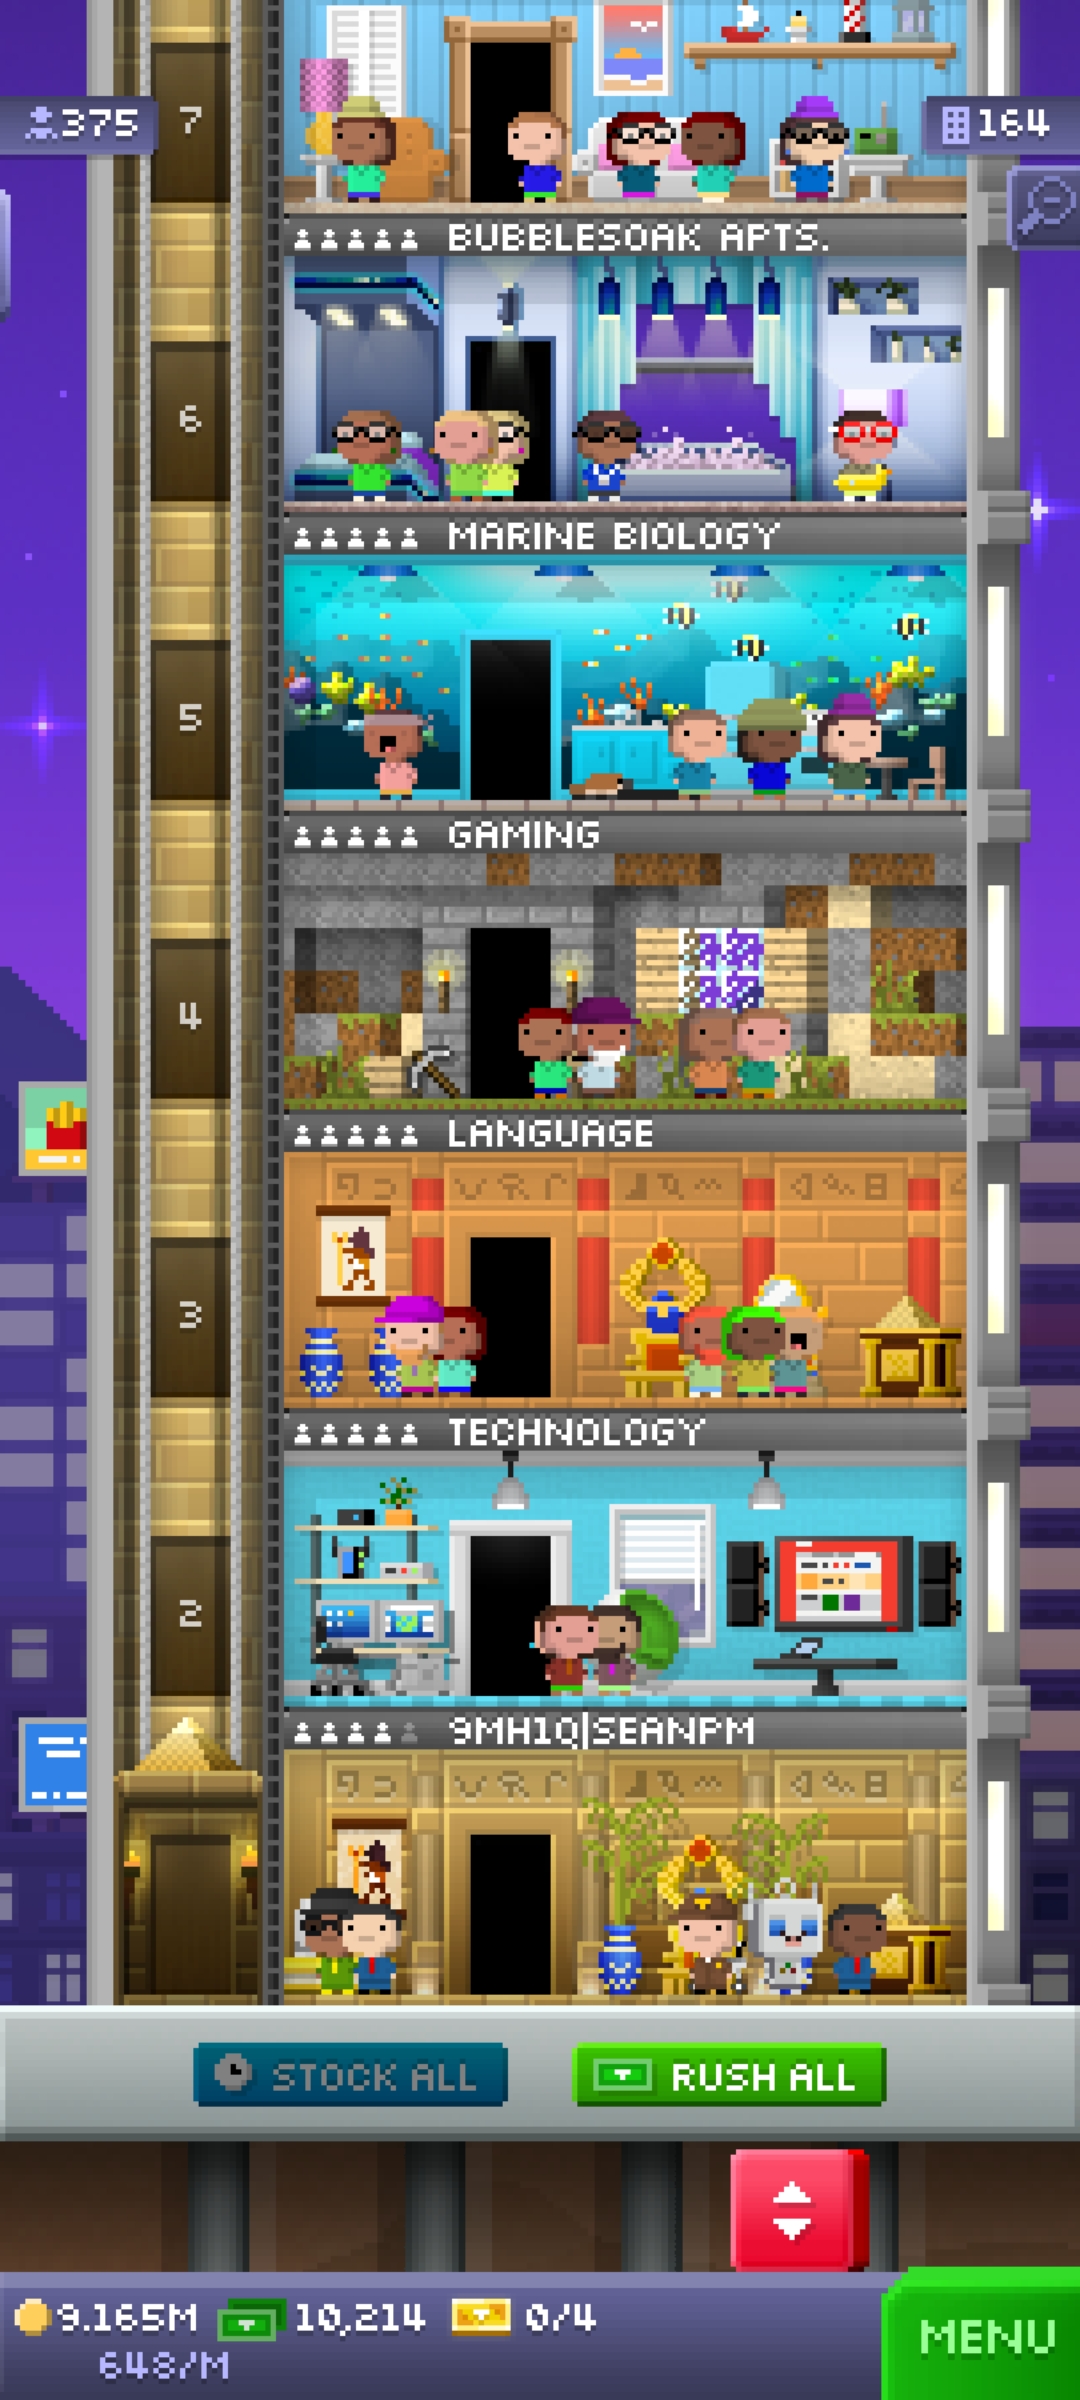 7
375
164
BUBBLESOAK APTS.
6
MARINE BIOLOGY
5
GAMING
4
LANGUAGE
3
TECHNOLOGY
2
9MH1Q|SEANPM
STOCK ALL
RUSH ALL
9.165M 10,214 0/4
648/M
MENU